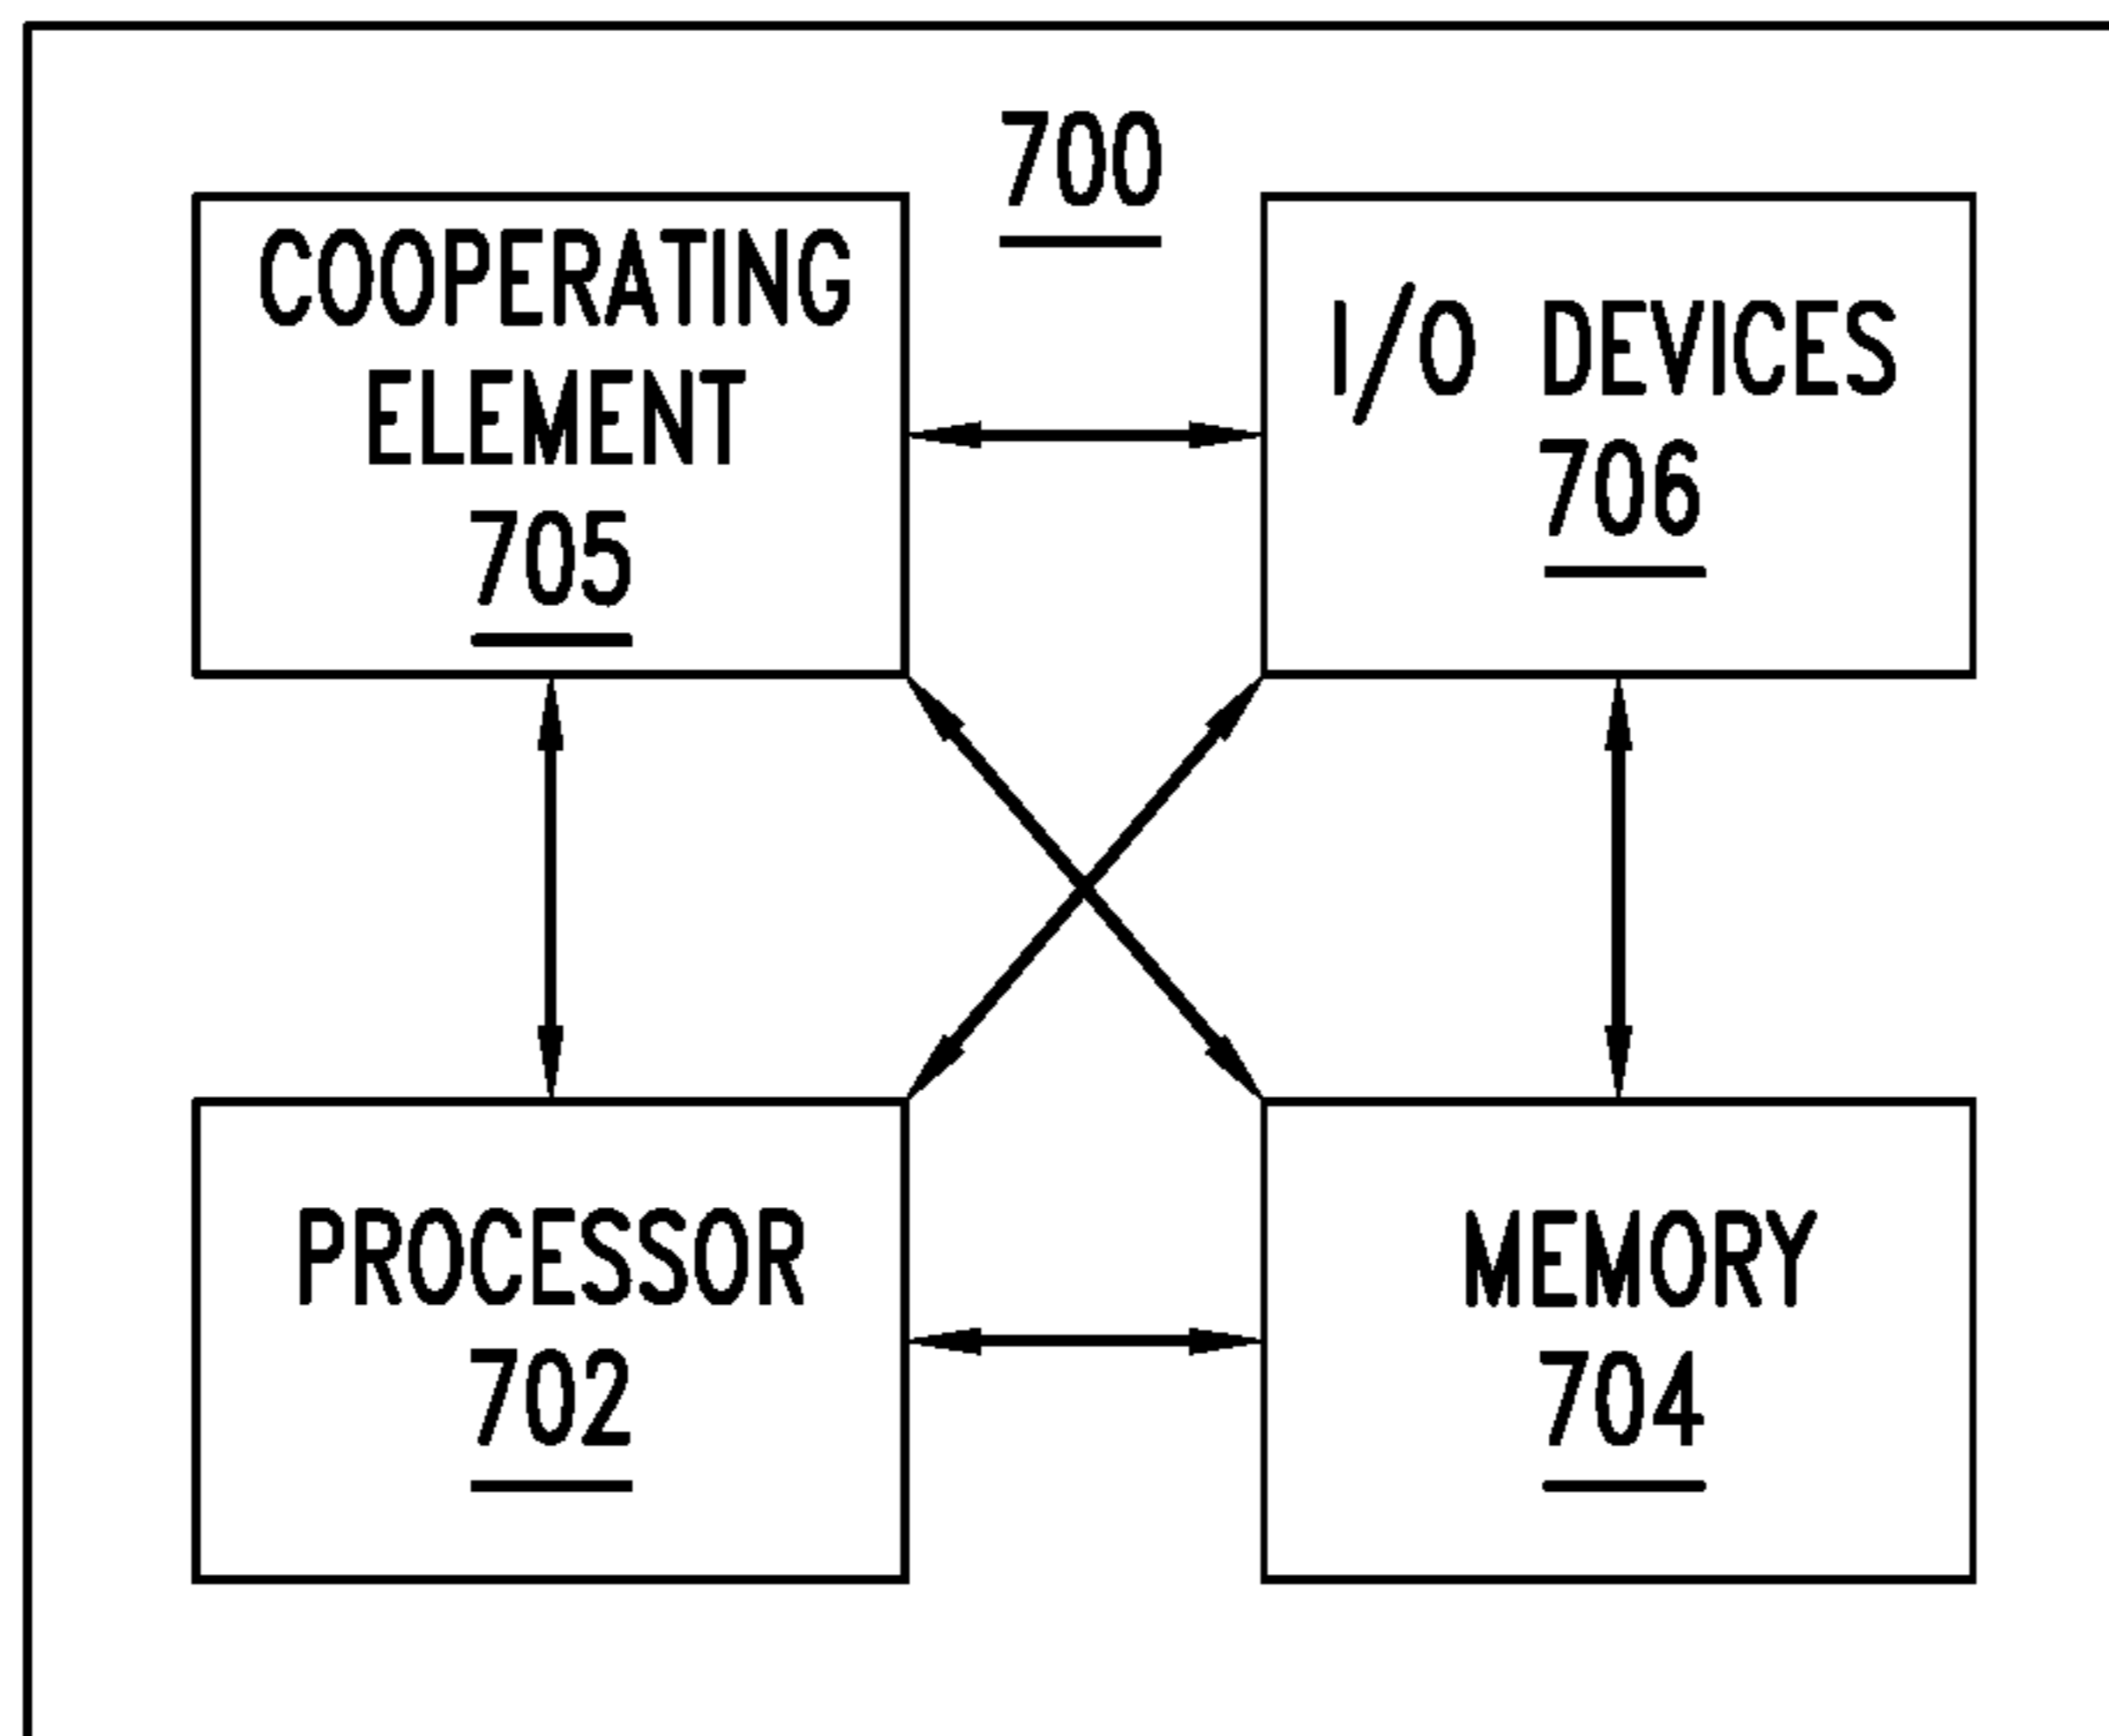 700
COOPERATING
ELEMENT
705
I/O DEVICES
706
PROCESSOR
702
MEMORY
704